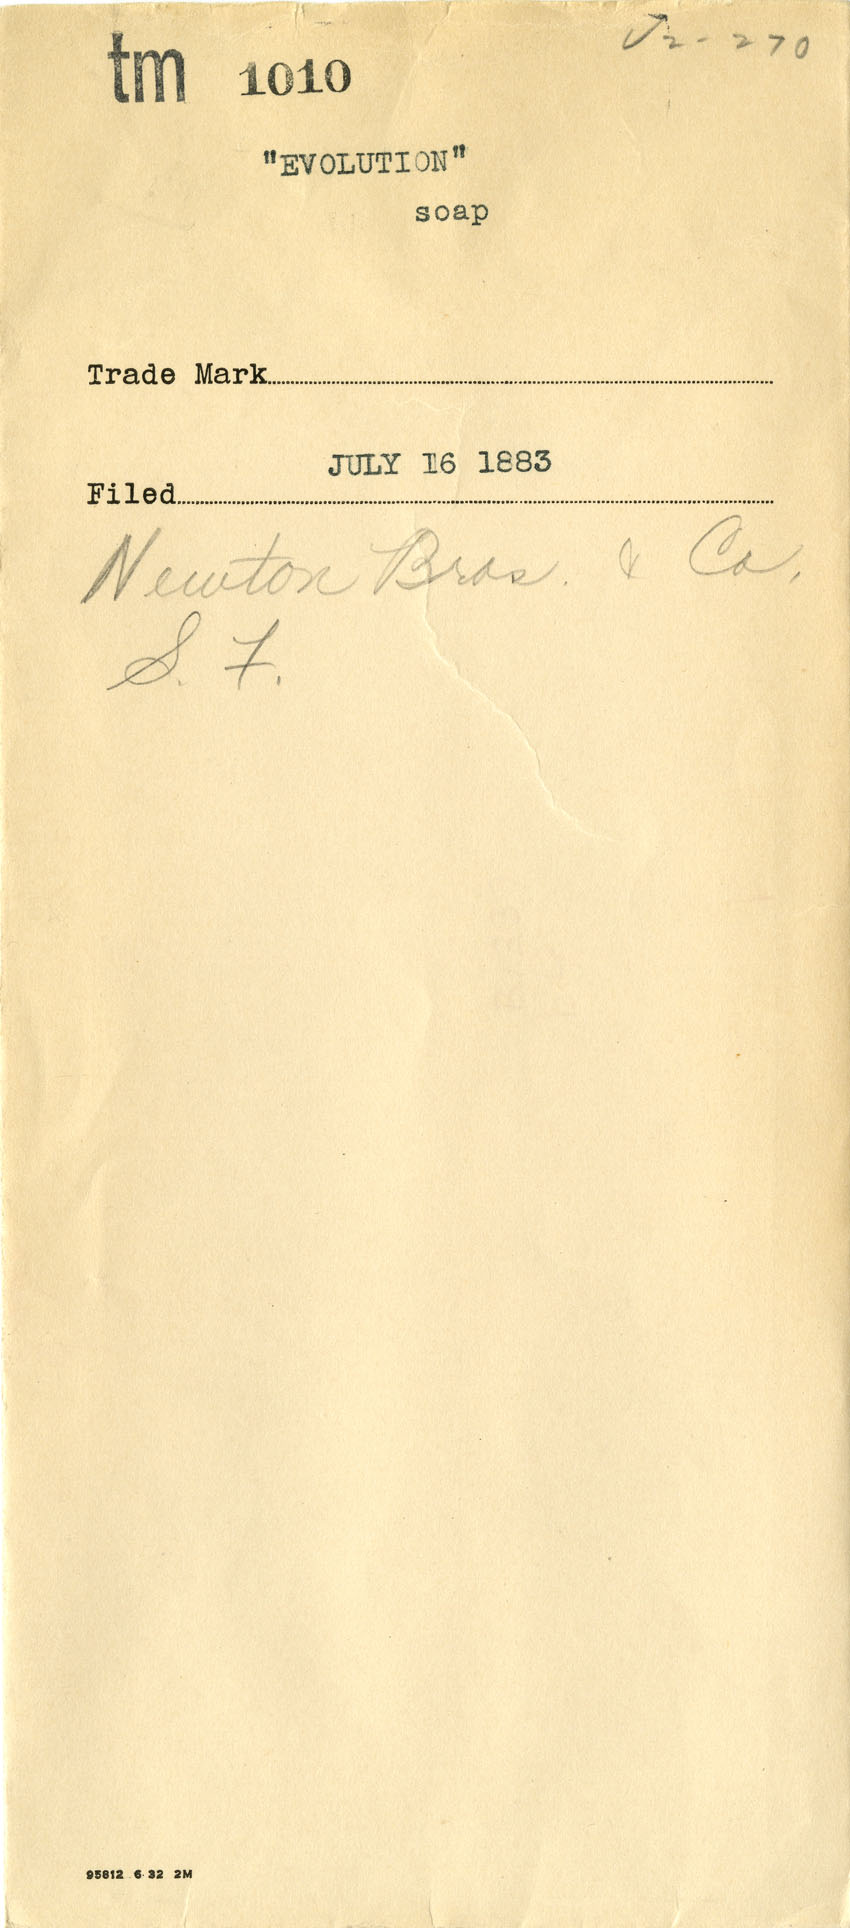 tm 1010
"EVOLUTION"
soap
Trade Mark
JULY 16 1883
Filed
Newton Bros. & Co.
S. F.
95812 6-32 2M